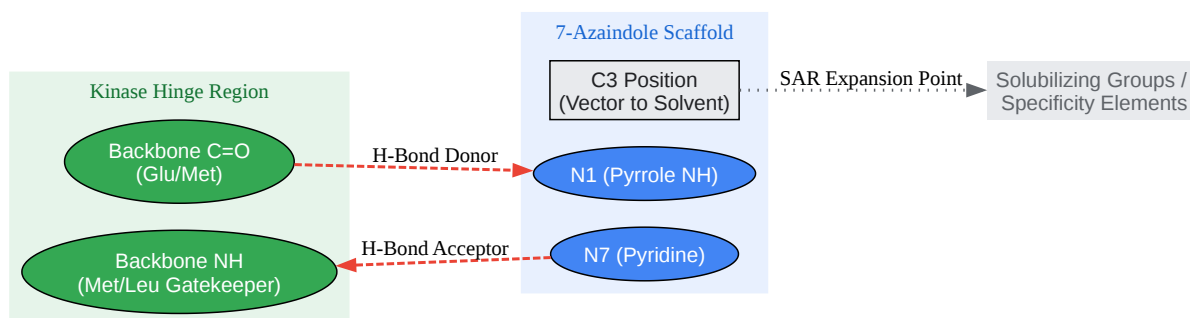 7-Azaindole Scaffold
Kinase Hinge Region
C3 Position
(Vector to Solvent)
SAR Expansion Point
Solubilizing Groups /
Specificity Elements
Backbone C=O
(Glu/Met)
H-Bond Donor
N1 (Pyrrole NH)
Backbone NH
(Met/Leu Gatekeeper)
H-Bond Acceptor
N7 (Pyridine)